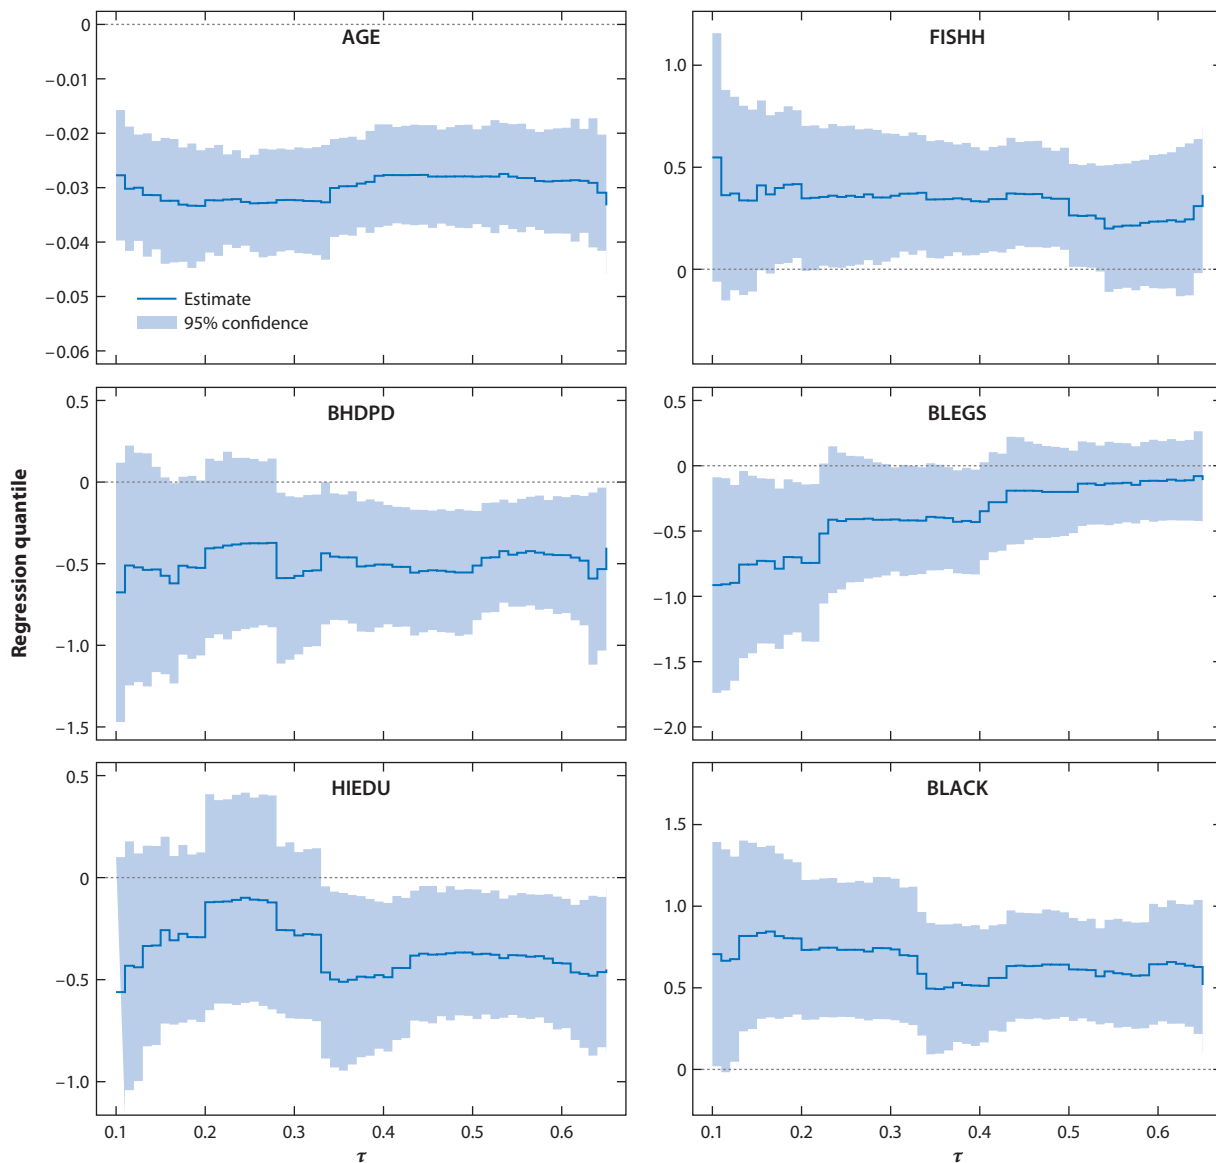 AGE
0
−0.01
−0.02
−0.03
−0.04
−0.05
−0.06
Estimate
95% confidence
FISHH
1.0
0.5
0
BHDPD
0.5
0
−0.5
−1.0
−1.5
BLEGS
0.5
0
−0.5
−1.0
−1.5
−2.0
Regression quantile
HIEDU
0.5
0
−0.5
−1.0
0.1 0.2 0.3 0.4 0.5 0.6
τ
BLACK
1.5
1.0
0.5
0
0.1 0.2 0.3 0.4 0.5 0.6
τ